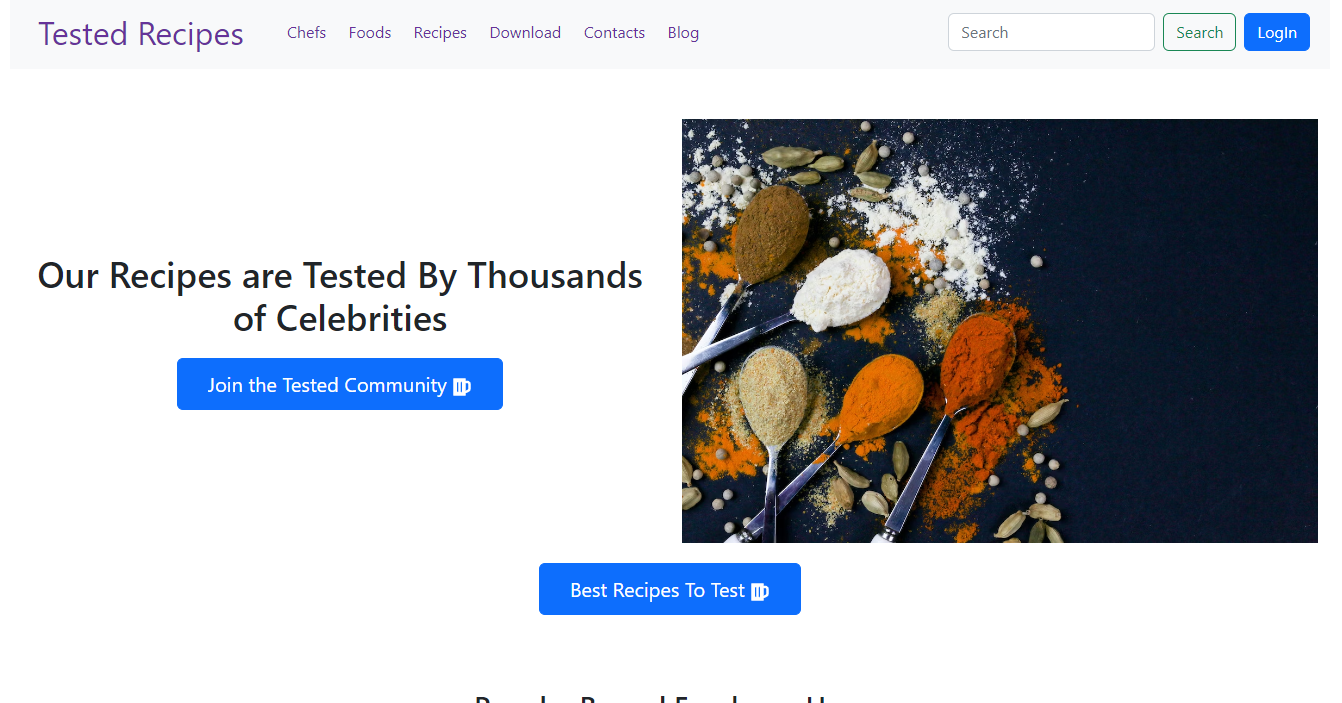 Tested Recipes
Chefs
Foods
Recipes
Download
Contacts
Blog
Search
Search
LogIn
Our Recipes are Tested By Thousands
of Celebrities
Join the Tested Community
Best Recipes To Test